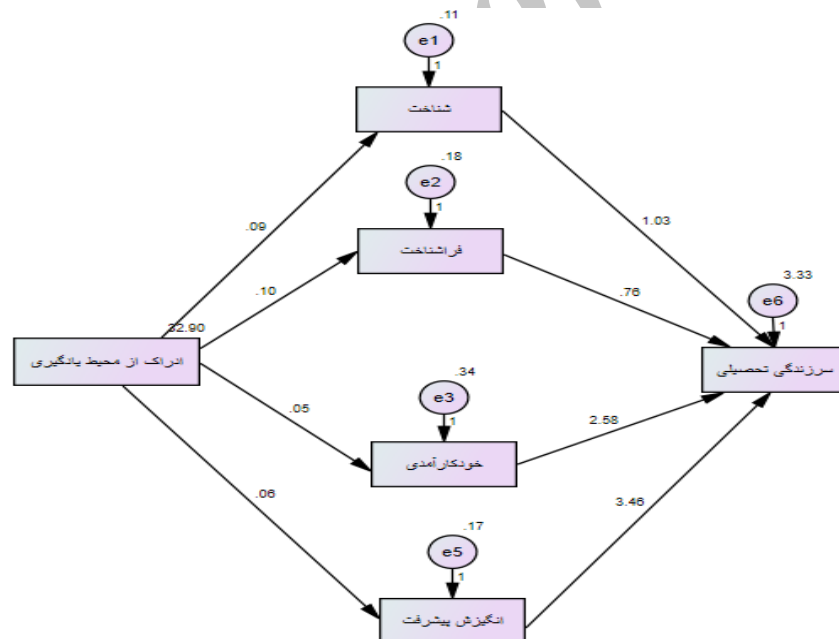 .11
e1
1
شناخت
.18
e2
1
1.03
.09
فراشناخت
.10
.76
3.33
e6
1
32.90
ادراک از محیط یادگیری
سرزندگی تحصیلی
.34
e3
.05
1
2.58
خودکارآمدی
.06
3.46
.17
e5
1
انگیزش پیشرفت